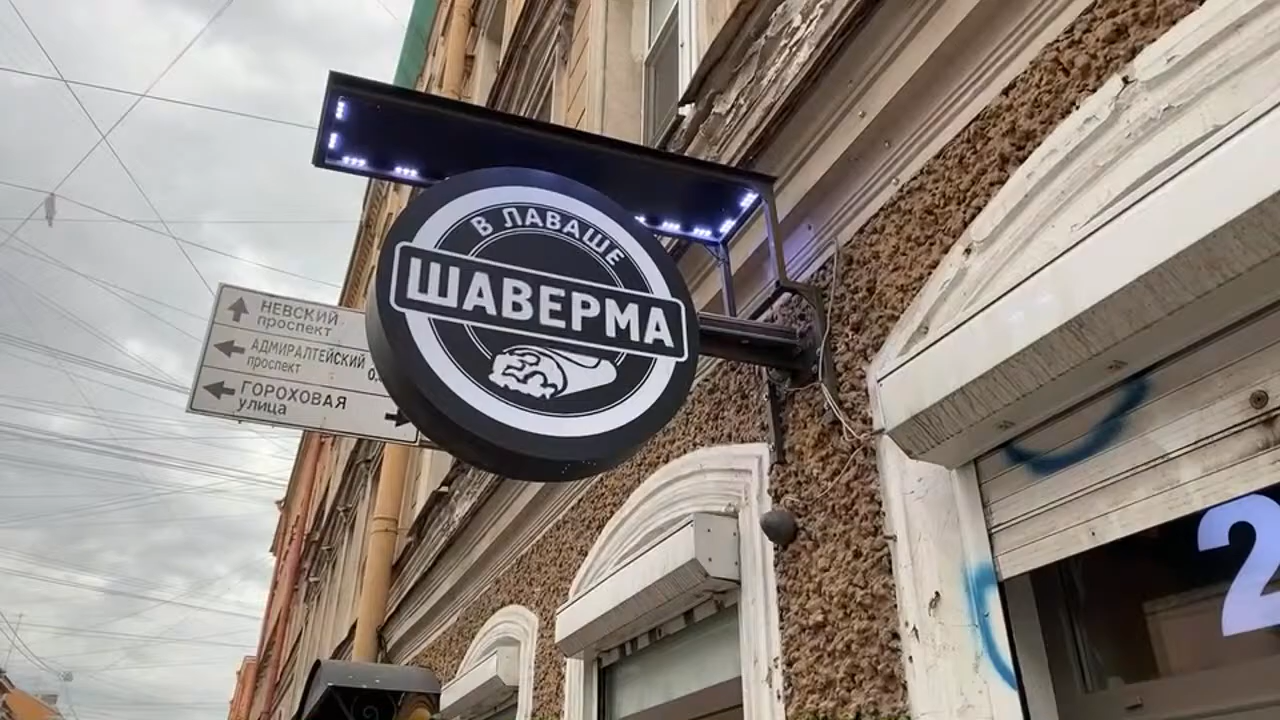 В ЛАВАШЕ
ШАВЕРМА
НЕВСКИЙ
проспект
АДМИРАЛТЕЙСКИЙ
проспект
ГОРОХОВАЯ
улица
2